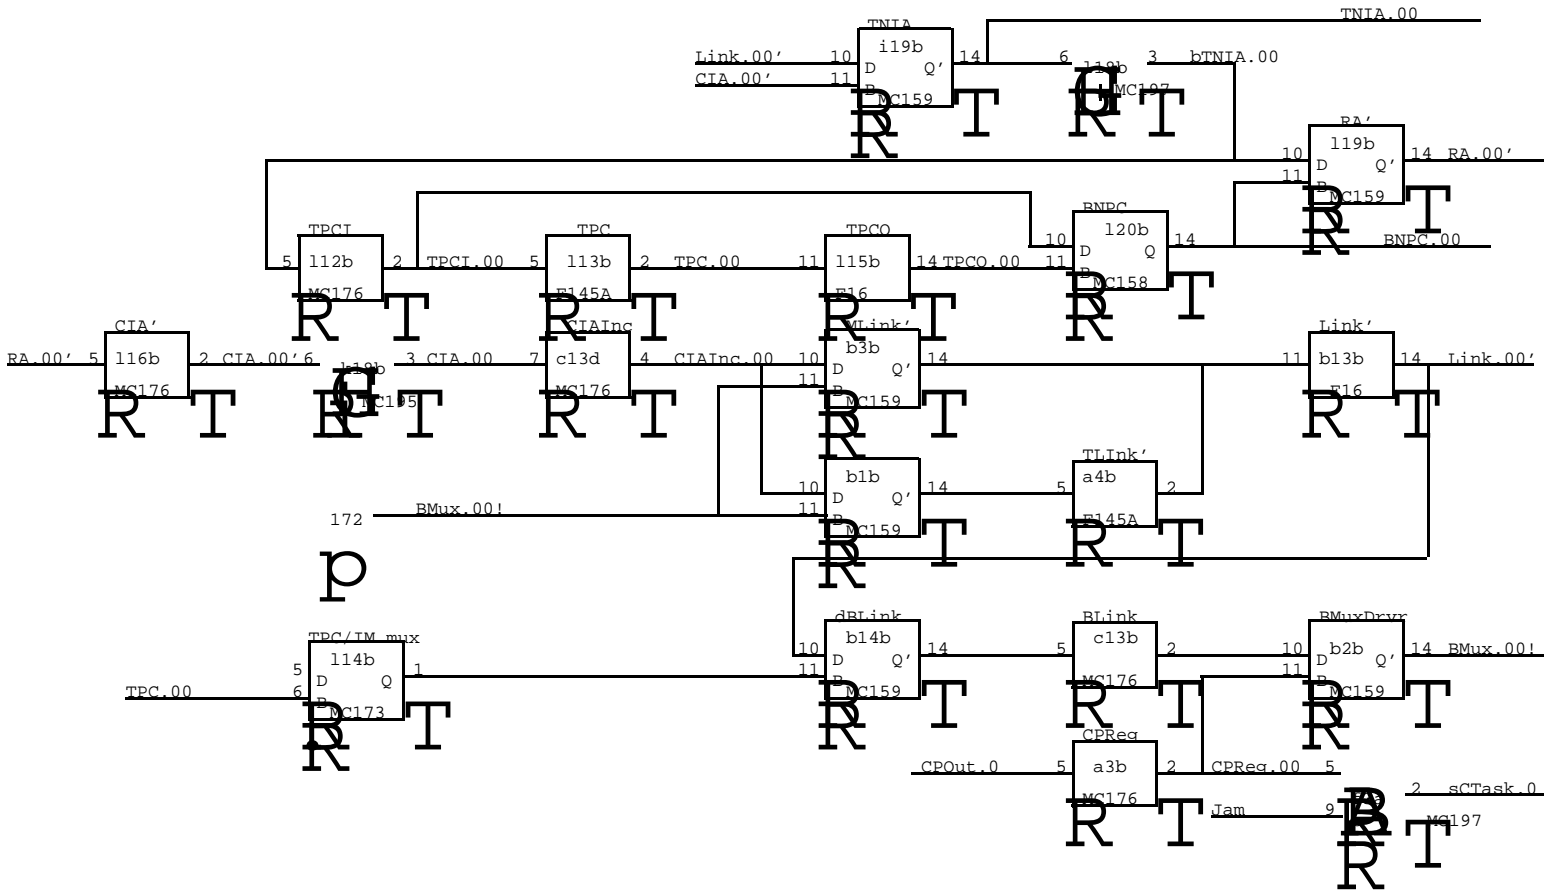 TNIA
TNIA.00
i19b
Link.00′ 10 D Q′ 14 6 3 bTNIA.00
CIA.00′ 11 B MC159
l18b
MC197
R R T R G T
RA′
l19b
10 D Q′ 14 RA.00′
11 B MC159
R R T
TPCI TPC TPCO BNPC
l12b l13b l15b l20b
10 D Q 14 BNPC.00
5 2 TPCI.00 5 2 TPC.00 11 14 TPCO.00 11 B
MC176 F145A F16 MC158
R T R T R T R R T
CIA′ CIAInc MLink′ Link′
l16b c13d b3b b13b
RA.00′ 5 2 CIA.00′ 6 3 CIA.00 7 4 CIAInc.00 10 D Q′ 14 11 14 Link.00′
11 B
MC176 MC195 MC176 MC159 F16
R T R G T R T R R T R T
TLInk′
b1b a4b
10 D Q′ 14 5 2
BMux.00! 11 B
172
MC159 F145A
R R T R T
p
TPC/IM mux dBLink BLink BMuxDrvr
l14b b14b c13b b2b
10 D Q′ 14 5 2 10 D Q′ 14 BMux.00!
5 D Q 1 11 B 11 B
TPC.00 6 B
MC173 MC159 MC176 MC159
R R T R R T R T R R T
CPReg
a3b
CPOut.0 5 2 CPReg.00 5
MC176
2 sCTask.0
Jam 9
MC197
R T R R T